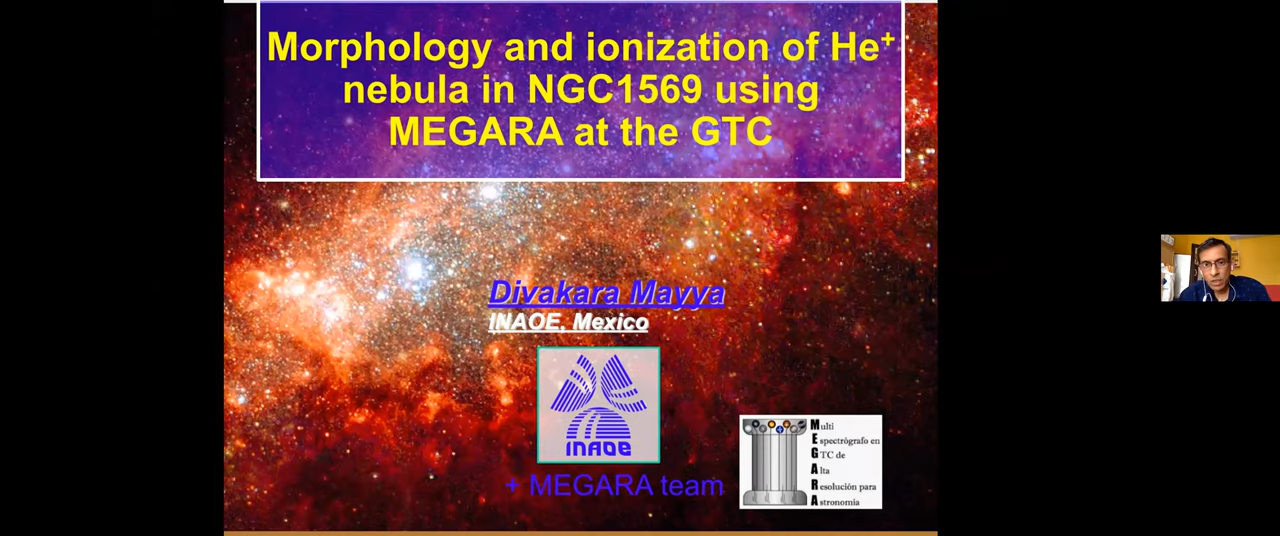 Morphology and ionization of He+
nebula in NGC1569 using
MEGARA at the GTC
Divakara Mayya
INAOE, Mexico
INAOE
+ MEGARA team
Multi
Espectrógrafo en
GTC de
Alta
Resolución para
Astronomía